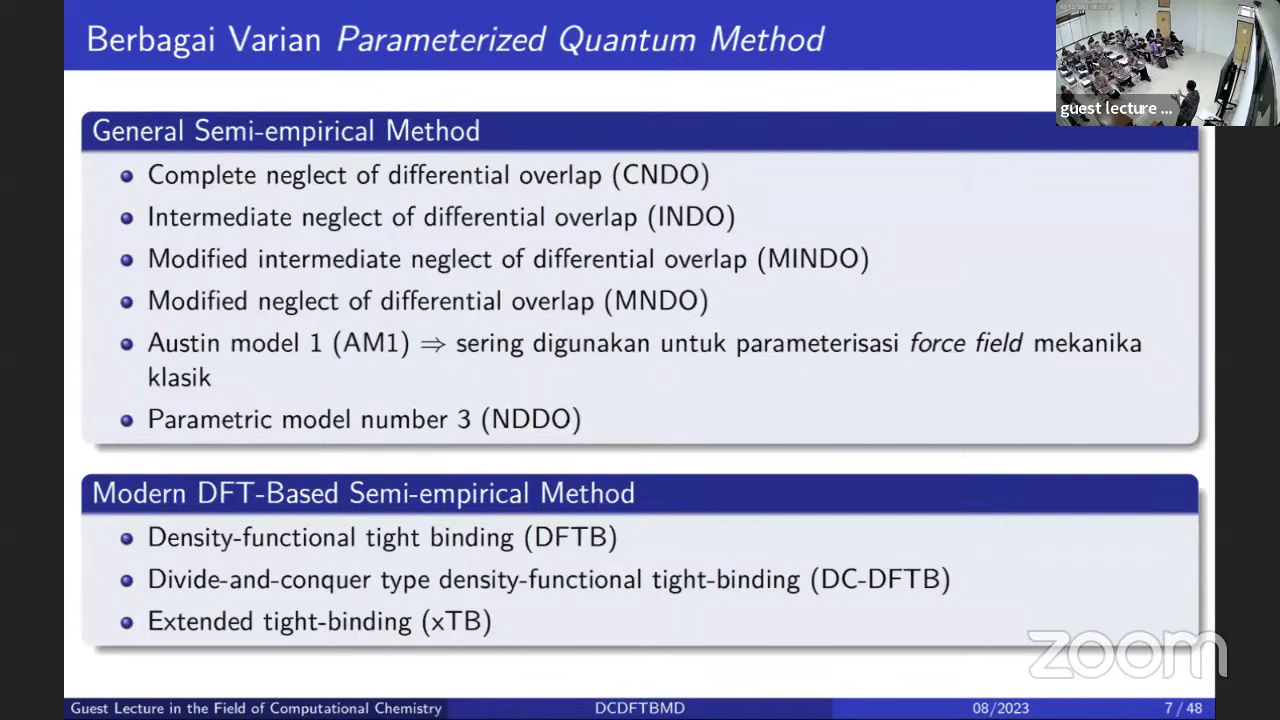 Berbagai Varian Parameterized Quantum Method
guest lecture ...
General Semi-empirical Method
Complete neglect of differential overlap (CNDO)
Intermediate neglect of differential overlap (INDO)
Modified intermediate neglect of differential overlap (MINDO)
Modified neglect of differential overlap (MNDO)
Austin model 1 (AM1) ⇒ sering digunakan untuk parameterisasi force field mekanika
klasik
Parametric model number 3 (NDDO)
Modern DFT-Based Semi-empirical Method
Density-functional tight binding (DFTB)
Divide-and-conquer type density-functional tight-binding (DC-DFTB)
Extended tight-binding (xTB)
zoom
Guest Lecture in the Field of Computational Chemistry DCDFTBMD 08/2023 7 / 48